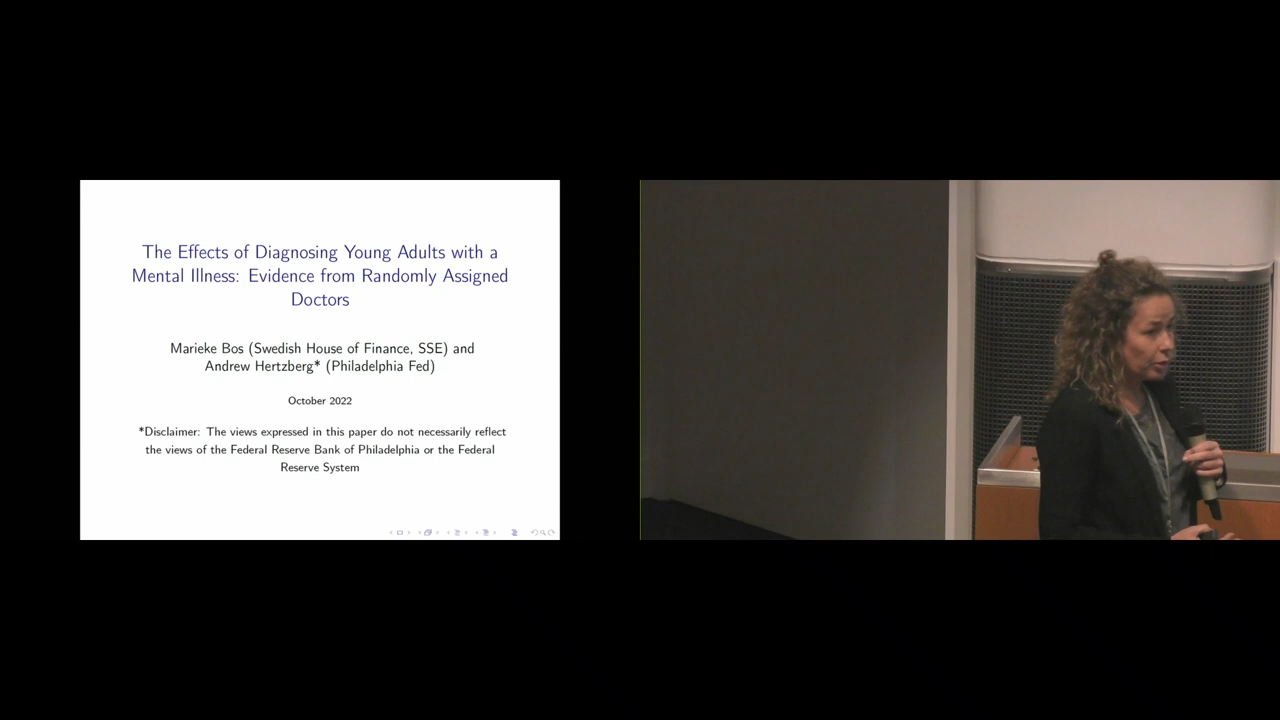 The Effects of Diagnosing Young Adults with a
Mental Illness: Evidence from Randomly Assigned
Doctors
Marieke Bos (Swedish House of Finance, SSE) and
Andrew Hertzberg* (Philadelphia Fed)
October 2022
*Disclaimer: The views expressed in this paper do not necessarily reflect
the views of the Federal Reserve Bank of Philadelphia or the Federal
Reserve System